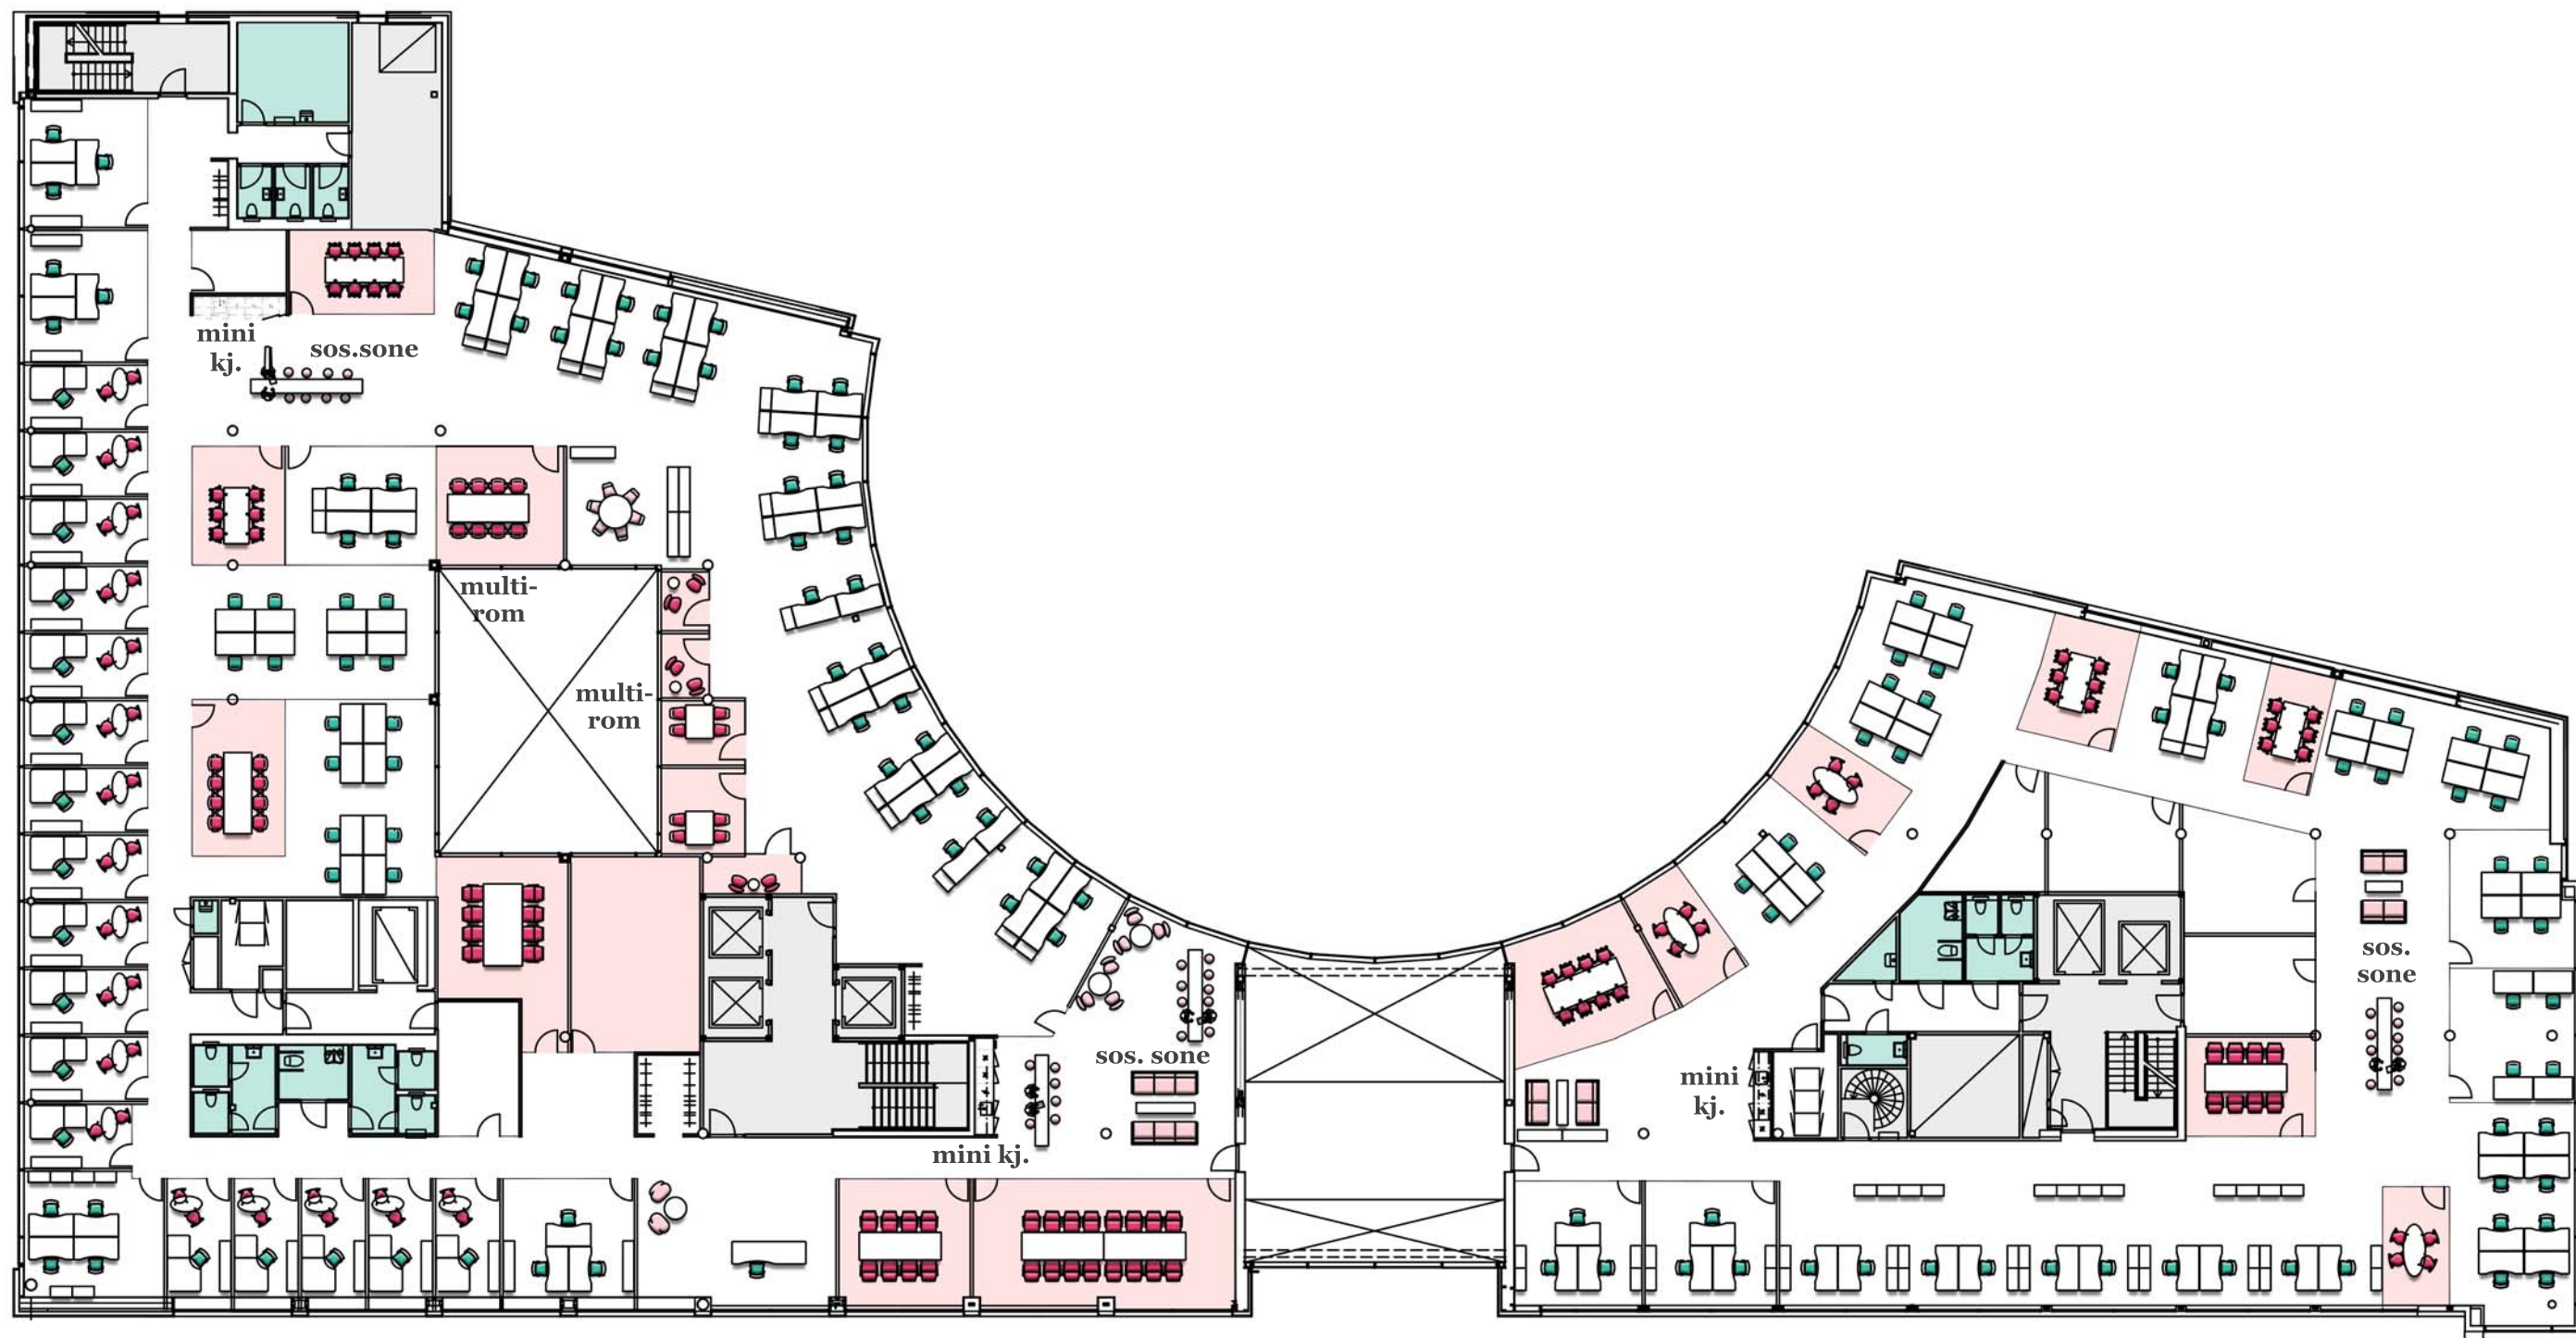 mini
kj.
sos.sone
multi-
rom
multi-
rom
sos. sone
mini kj.
mini
kj.
sos.
sone